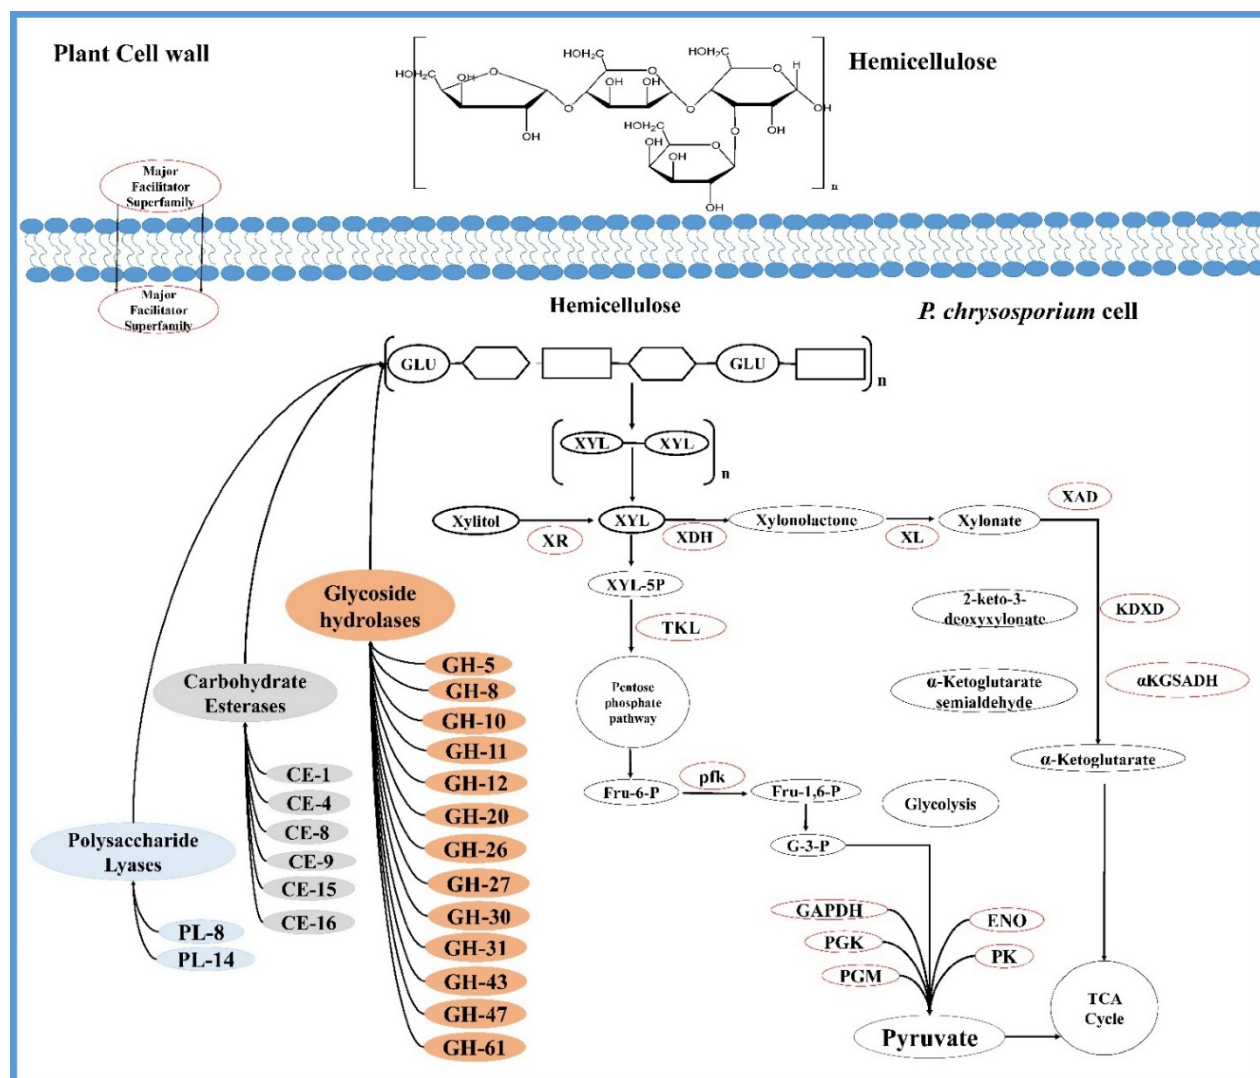 Plant Cell wall
Hemicellulose
HOH₂C
OH
O
OH
O
HOH₂C
O
OH
OH
O
HOH₂C
O
H
OH
OH
O
HOH₂C
O
OH
OH
OH
n
Major
Facilitator
Superfamily
Major
Facilitator
Superfamily
Hemicellulose
P. chrysosporium cell
GLU
GLU
n
XYL
XYL
n
Xylitol
XR
XYL
XDH
Xylonolactone
XL
Xylonate
XAD
XYL-5P
TKL
2-keto-3-
deoxyxylonate
KDXD
α-Ketoglutarate
semialdehyde
αKGSADH
α-Ketoglutarate
Pentose
phosphate
pathway
Fru-6-P
pfk
Fru-1,6-P
Glycolysis
G-3-P
GAPDH
PGK
PGM
ENO
PK
Pyruvate
TCA
Cycle
Glycoside
hydrolases
GH-5
GH-8
GH-10
GH-11
GH-12
GH-20
GH-26
GH-27
GH-30
GH-31
GH-43
GH-47
GH-61
Carbohydrate
Esterases
CE-1
CE-4
CE-8
CE-9
CE-15
CE-16
Polysaccharide
Lyases
PL-8
PL-14